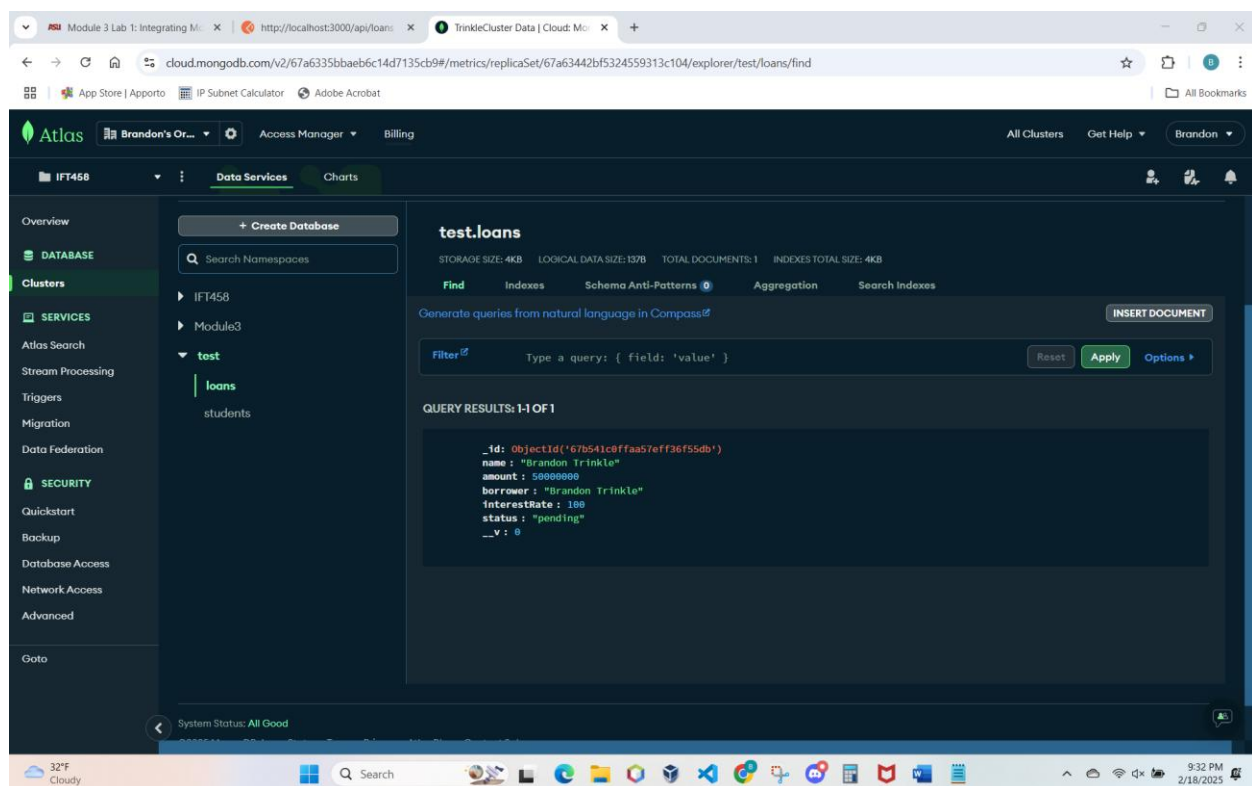 Module 3 Lab 1: Integrating Mo
http://localhost:3000/api/loans
TrinkleCluster Data | Cloud: Mon
cloud.mongodb.com/v2/67a6335bbaeb6c14d7135cb9#/metrics/replicaSet/67a63442bf5324559313c104/explorer/test/loans/find
B
App Store | Apporto IP Subnet Calculator Adobe Acrobat All Bookmarks
Atlas Brandon's Or... Access Manager Billing All Clusters Get Help Brandon
IFT458 Data Services Charts
Overview
DATABASE
Clusters
SERVICES
Atlas Search
Stream Processing
Triggers
Migration
Data Federation
SECURITY
Quickstart
Backup
Database Access
Network Access
Advanced
Goto
+ Create Database
Search Namespaces
IFT458
Module3
test
loans
students
test.loans
STORAGE SIZE: 4KB LOGICAL DATA SIZE: 137B TOTAL DOCUMENTS: 1 INDEXES TOTAL SIZE: 4KB
Find Indexes Schema Anti-Patterns 0 Aggregation Search Indexes
Generate queries from natural language in Compass
INSERT DOCUMENT
Filter Type a query: { field: 'value' } Reset Apply Options
QUERY RESULTS: 1-1 OF 1
_id: ObjectId('67b541c0ffaa57eff36f55db')
name : "Brandon Trinkle"
amount : 50000000
borrower : "Brandon Trinkle"
interestRate : 100
status : "pending"
__v : 0
System Status: All Good
32°F
Cloudy
Search
9:32 PM
2/18/2025